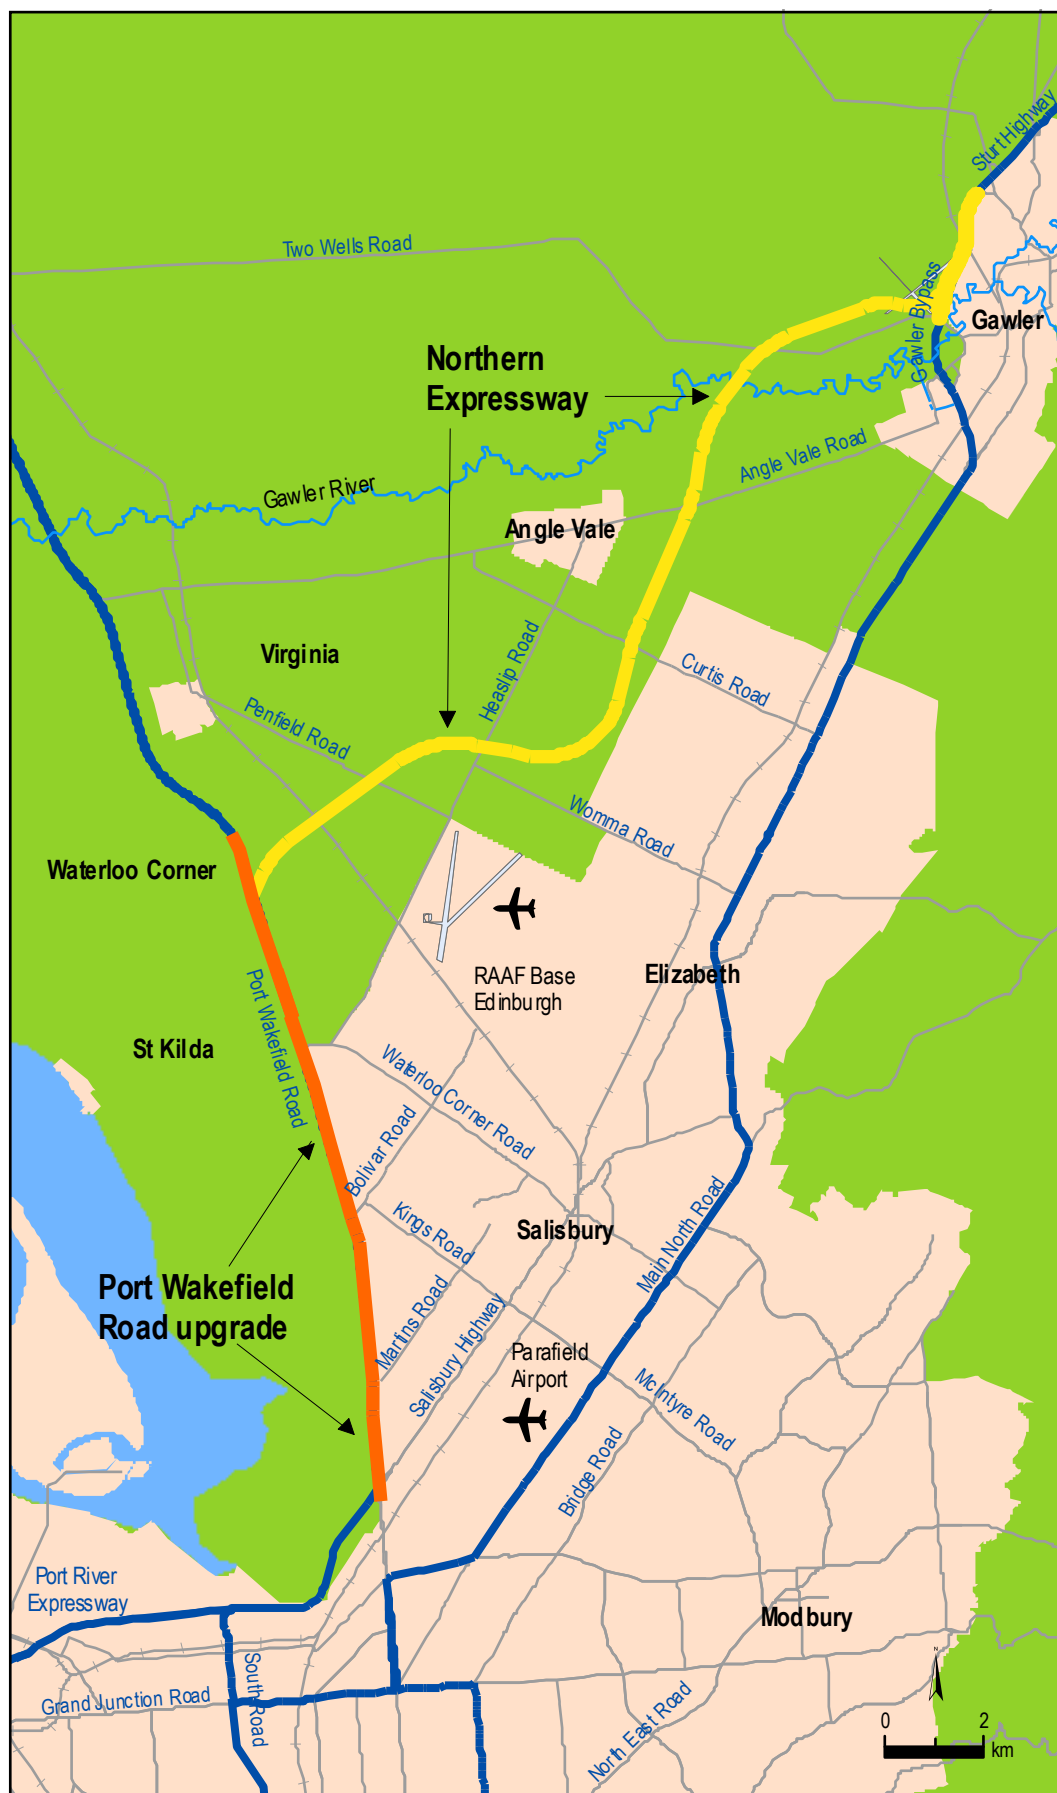 Sturt Highway
Two Wells Road
Gawler Bypass
Gawler
Northern
Expressway
Angle Vale Road
Gawler River
Angle Vale
Virginia
Heaslip Road
Curtis Road
Penfield Road
Womma Road
Waterloo Corner
RAAF Base
Edinburgh
Elizabeth
Port Wakefield Road
St Kilda
Waterloo Corner Road
Bolivar Road
Kings Road
Salisbury
Main North Road
Port Wakefield
Road upgrade
Martins Road
Salisbury Highway
Parafield
Airport
McIntyre Road
Bridge Road
Port River
Expressway
Modbury
South Road
Grand Junction Road
North East Road
N
0 2
km